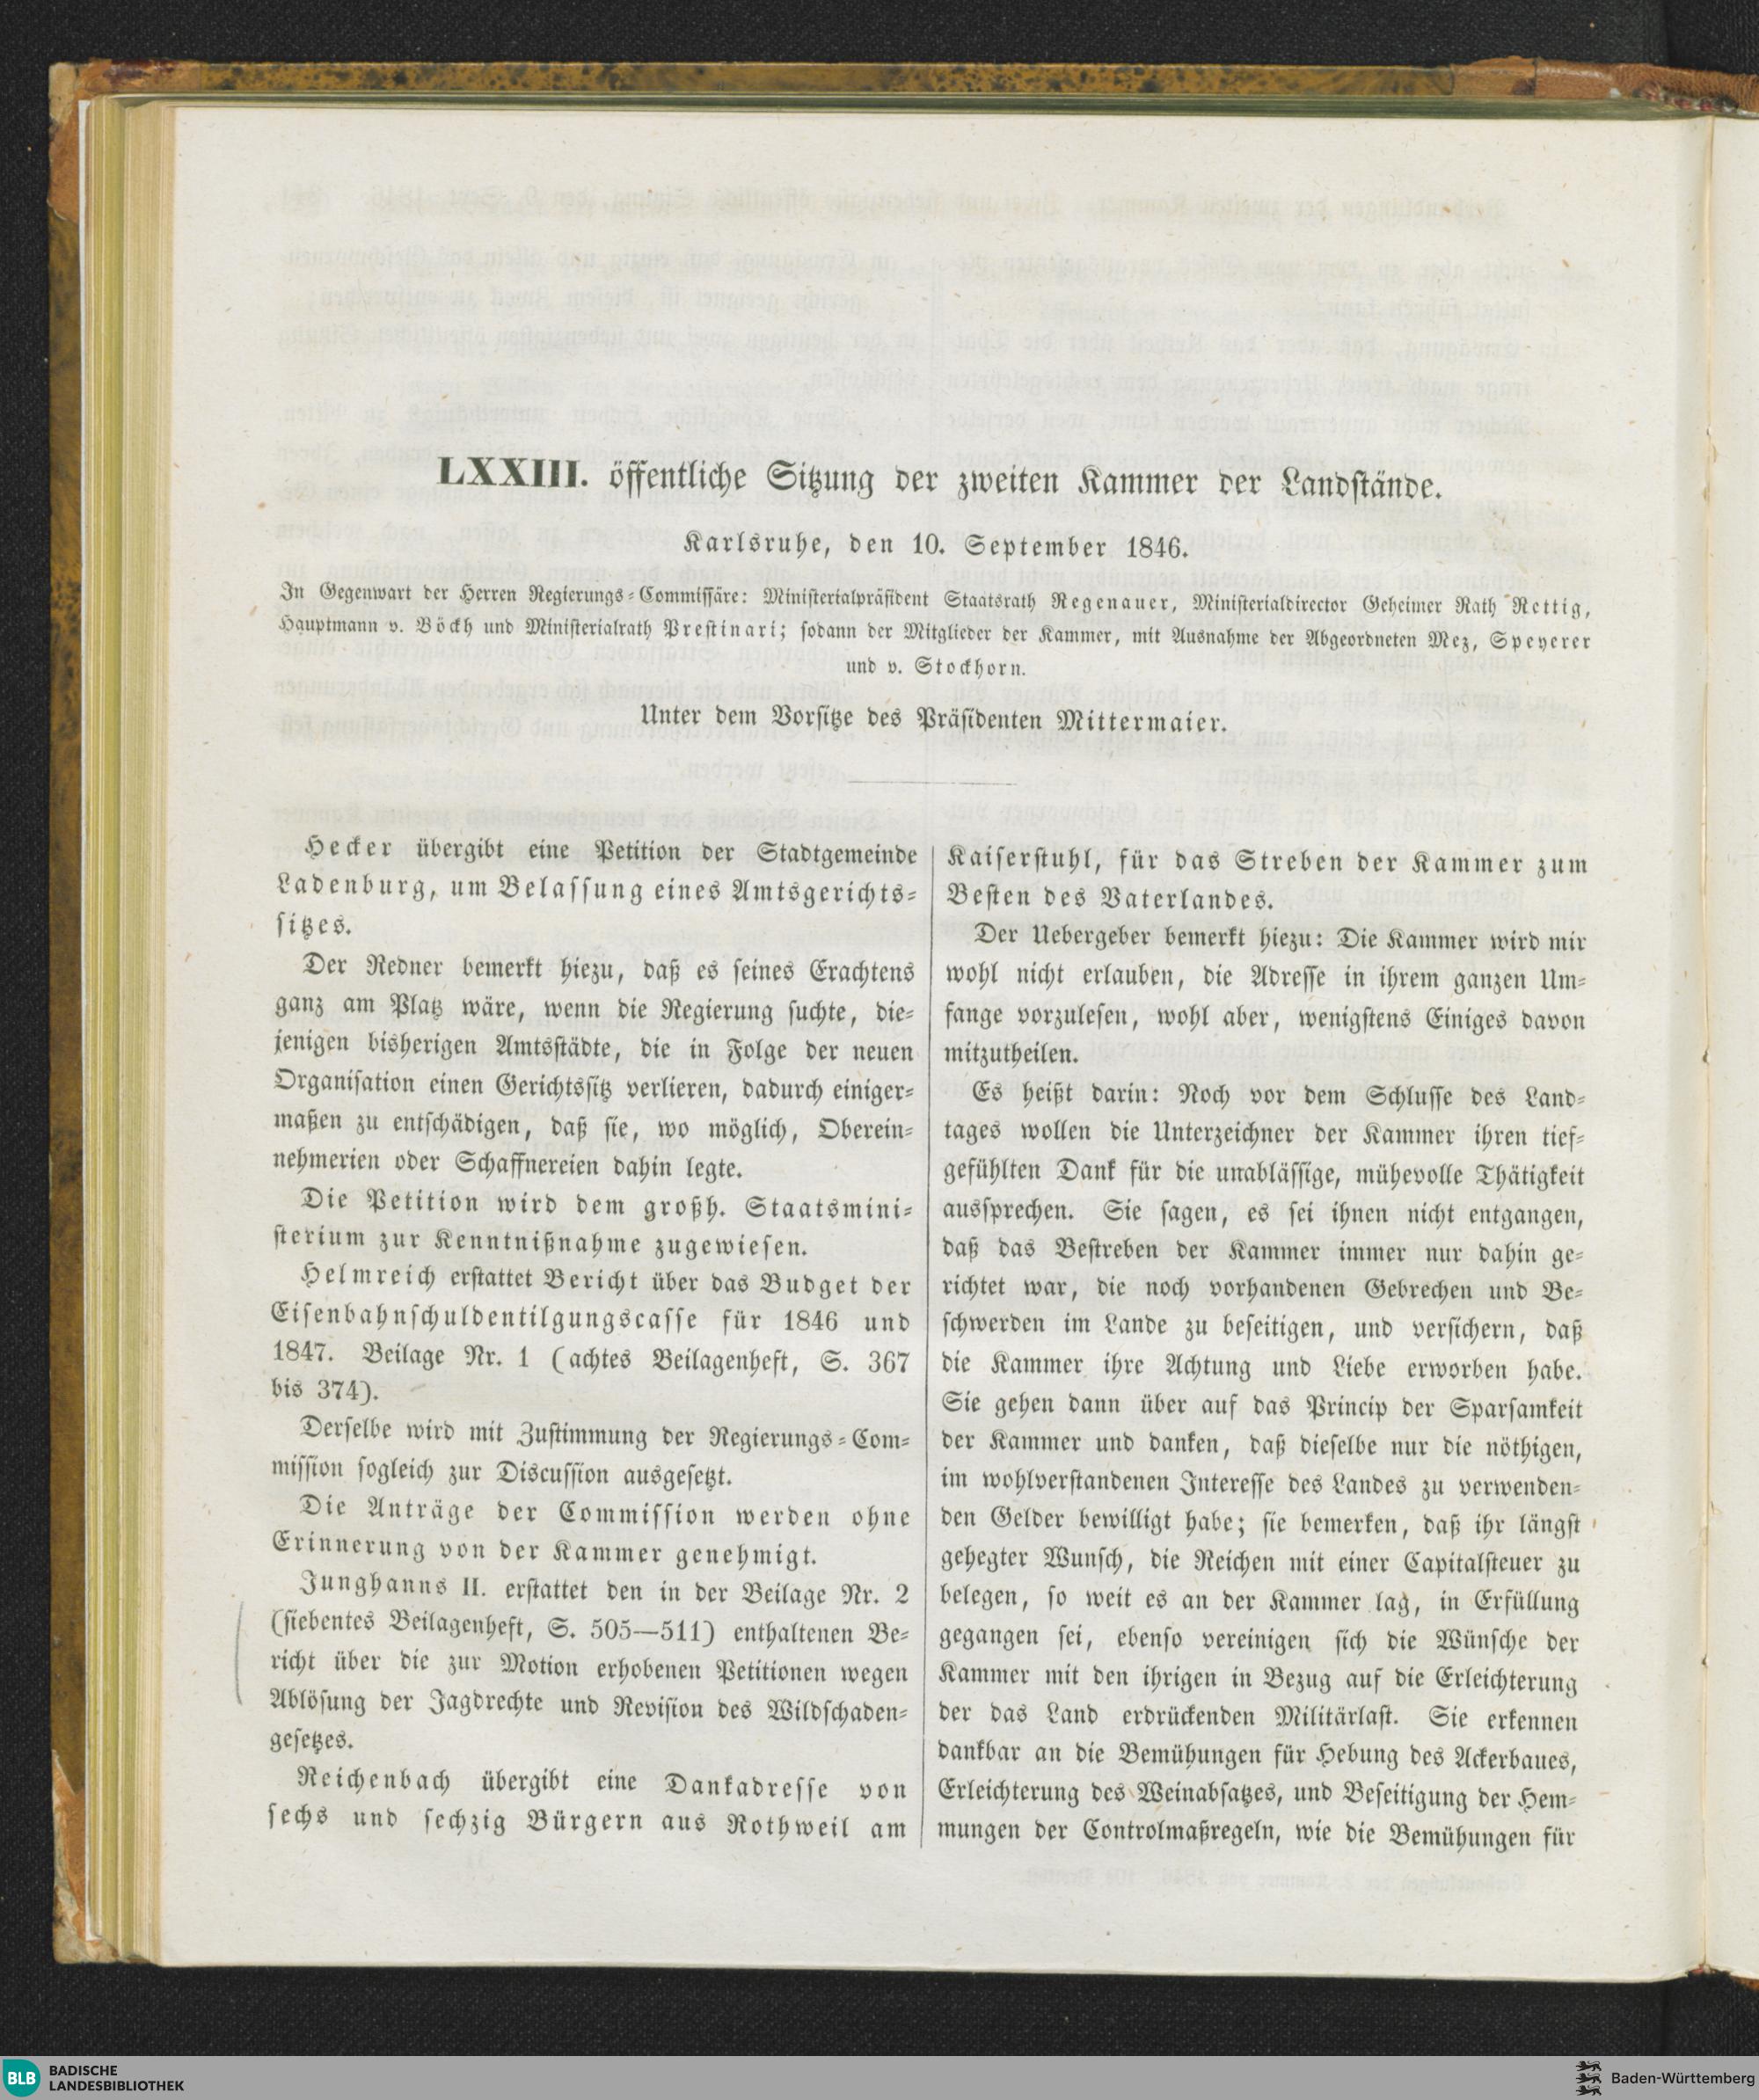 LXXIII. öffentliche Sitzung der zweiten Kammer der Landstände.
Karlsruhe, den 10. September 1846.
In Gegenwart der Herren Regierungs-Commissäre: Ministerialpräsident Staatsrath Regenauer, Ministerialdirector Geheimer Rath Rettig,
Hauptmann v. Böckh und Ministerialrath Prestinari; sodann der Mitglieder der Kammer, mit Ausnahme der Abgeordneten Mez, Speyerer
und v. Stockhorn.
Unter dem Vorsitze des Präsidenten Mittermaier.
Hecker übergibt eine Petition der Stadtgemeinde
Ladenburg, um Belassung eines Amtsgerichts-
sitzes.
Der Redner bemerkt hiezu, daß es seines Erachtens
ganz am Platz wäre, wenn die Regierung suchte, die-
jenigen bisherigen Amtsstädte, die in Folge der neuen
Organisation einen Gerichtssitz verlieren, dadurch einiger-
maßen zu entschädigen, daß sie, wo möglich, Oberein-
nehmerien oder Schaffnereien dahin legte.
Die Petition wird dem großh. Staatsmini-
sterium zur Kenntnißnahme zugewiesen.
Helmreich erstattet Bericht über das Budget der
Eisenbahnschuldentilgungscasse für 1846 und
1847. Beilage Nr. 1 (achtes Beilagenheft, S. 367
bis 374).
Derselbe wird mit Zustimmung der Regierungs-Com-
mission sogleich zur Discussion ausgesetzt.
Die Anträge der Commission werden ohne
Erinnerung von der Kammer genehmigt.
Junghanns II. erstattet den in der Beilage Nr. 2
(siebentes Beilagenheft, S. 505—511) enthaltenen Be-
richt über die zur Motion erhobenen Petitionen wegen
Ablösung der Jagdrechte und Revision des Wildschaden-
gesetzes.
Reichenbach übergibt eine Dankadresse von
sechs und sechzig Bürgern aus Rothweil am
Kaiserstuhl, für das Streben der Kammer zum
Besten des Vaterlandes.
Der Uebergeber bemerkt hiezu: Die Kammer wird mir
wohl nicht erlauben, die Adresse in ihrem ganzen Um-
fange vorzulesen, wohl aber, wenigstens Einiges davon
mitzutheilen.
Es heißt darin: Noch vor dem Schlusse des Land-
tages wollen die Unterzeichner der Kammer ihren tief-
gefühlten Dank für die unablässige, mühevolle Thätigkeit
aussprechen. Sie sagen, es sei ihnen nicht entgangen,
daß das Bestreben der Kammer immer nur dahin ge-
richtet war, die noch vorhandenen Gebrechen und Be-
schwerden im Lande zu beseitigen, und versichern, daß
die Kammer ihre Achtung und Liebe erworben habe.
Sie gehen dann über auf das Princip der Sparsamkeit
der Kammer und danken, daß dieselbe nur die nöthigen,
im wohlverstandenen Interesse des Landes zu verwenden-
den Gelder bewilligt habe; sie bemerken, daß ihr längst
gehegter Wunsch, die Reichen mit einer Capitalsteuer zu
belegen, so weit es an der Kammer lag, in Erfüllung
gegangen sei, ebenso vereinigen sich die Wünsche der
Kammer mit den ihrigen in Bezug auf die Erleichterung
der das Land erdrückenden Militärlast. Sie erkennen
dankbar an die Bemühungen für Hebung des Ackerbaues,
Erleichterung des Weinabsatzes, und Beseitigung der Hem-
mungen der Controlmaßregeln, wie die Bemühungen für
BLB BADISCHE
LANDESBIBLIOTHEK
Baden-Württemberg